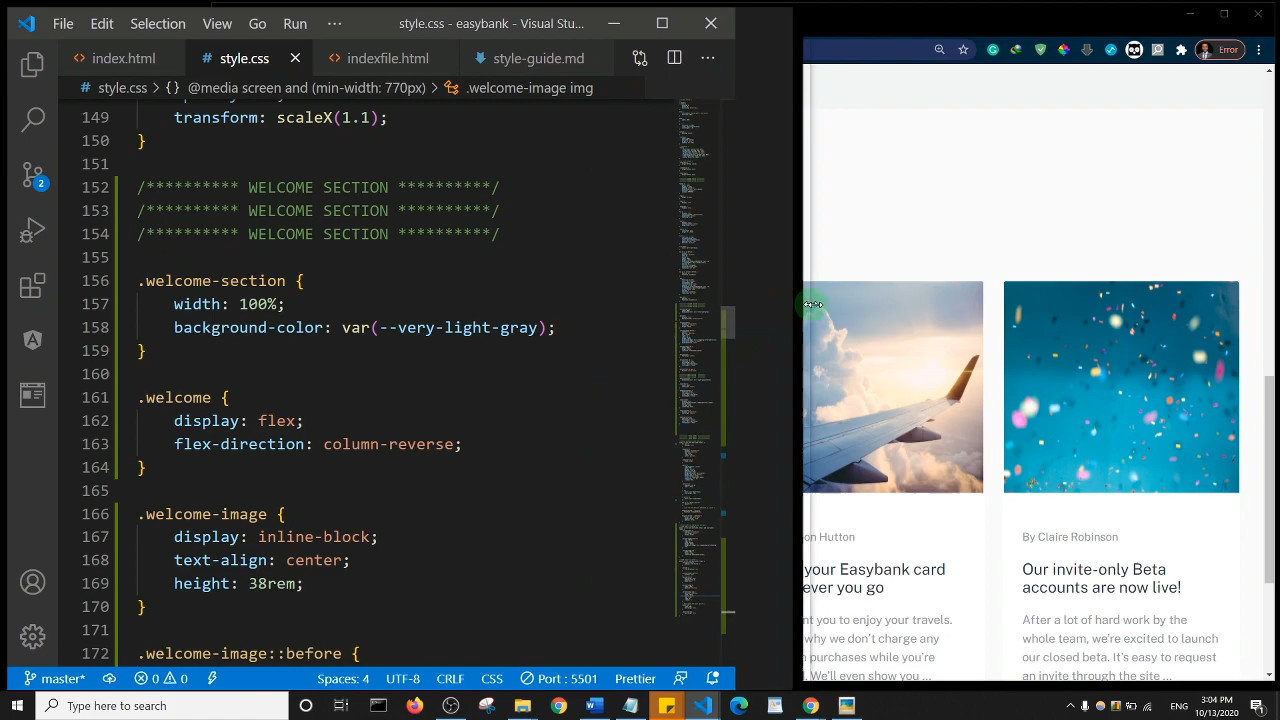 File Edit Selection View Go Run ··· style.css - easybank - Visual Stu...
index.html style.css indexfile.html style-guide.md
style.css > {} @media screen and (min-width: 770px) > .welcome-image img
149 transform: scaleX(1.1);
150 }
151
152 /********* WELCOME SECTION **********/
153 /********* WELCOME SECTION **********/
154 /********* WELCOME SECTION **********/
155
156 .welcome-section {
157 width: 100%;
158 background-color: var(--very-light-gray);
159 }
160
161 .welcome {
162 display: flex;
163 flex-direction: column-reverse;
164 }
165
166 .welcome-image {
167 display: inline-block;
168 text-align: center;
169 height: 38rem;
170 }
171
172 .welcome-image::before {
2
Error
on Hutton
your Easybank card
ever you go
nt you to enjoy your travels.
why we don't charge any
purchases while you're
We'll even show you ...
By Claire Robinson
Our invite-only Beta
accounts are now live!
After a lot of hard work by the
whole team, we're excited to launch
our closed beta. It's easy to request
an invite through the site ...
master* 0 0 Spaces: 4 UTF-8 CRLF CSS Port : 5501 Prettier
Type here to search
3:04 PM
10/13/2020
1